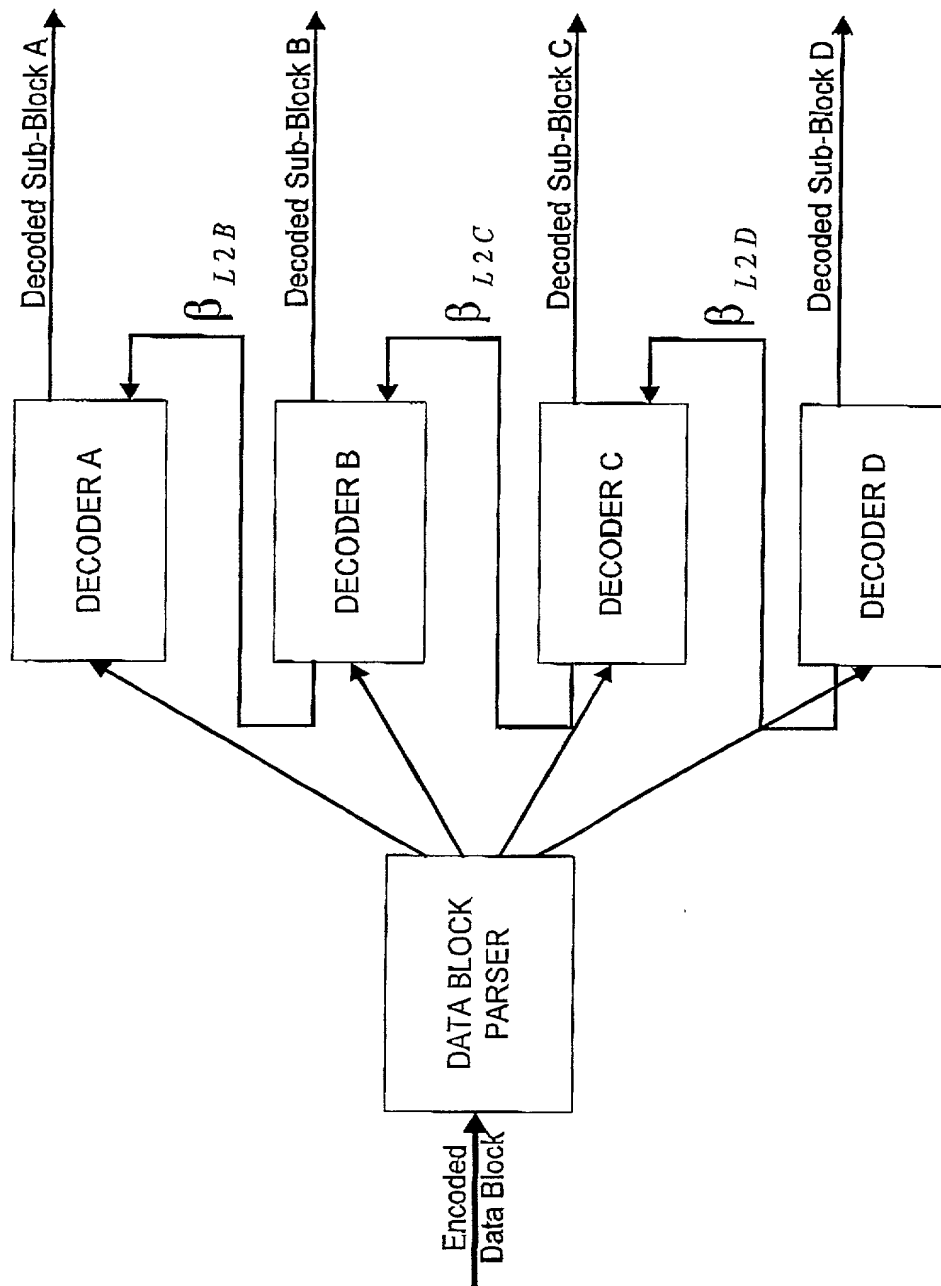 Encoded
Data Block
DATA BLOCK
PARSER
DECODER A
DECODER B
DECODER C
DECODER D
β L2B
β L2C
β L2D
Decoded Sub-Block A
Decoded Sub-Block B
Decoded Sub-Block C
Decoded Sub-Block D